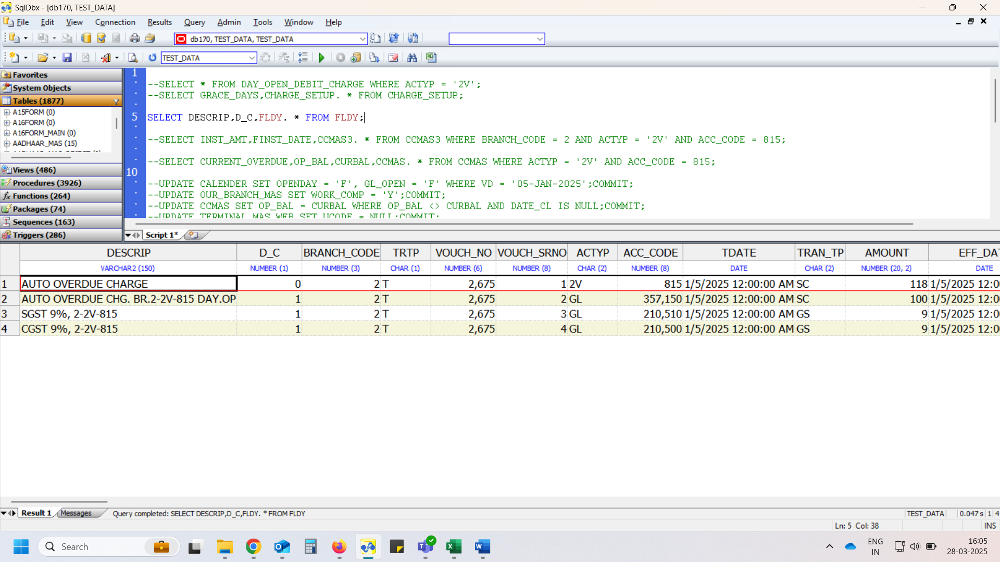 SqlDbx - [db170, TEST_DATA]
File Edit View Connection Results Query Admin Tools Window Help
db170, TEST_DATA, TEST_DATA
TEST_DATA
Favorites
System Objects
Tables (1877)
A15FORM (0)
A16FORM (0)
A16FORM_MAIN (0)
AADHAAR_MAS (15)
Views (486)
Procedures (3926)
Functions (264)
Packages (74)
Sequences (163)
Triggers (286)
1
--SELECT * FROM DAY_OPEN_DEBIT_CHARGE WHERE ACTYP = '2V';
--SELECT GRACE_DAYS,CHARGE_SETUP. * FROM CHARGE_SETUP;
5 SELECT DESCRIP,D_C,FLDY. * FROM FLDY;
--SELECT INST_AMT,FINST_DATE,CCMAS3. * FROM CCMAS3 WHERE BRANCH_CODE = 2 AND ACTYP = '2V' AND ACC_CODE = 815;
--SELECT CURRENT_OVERDUE,OP_BAL,CURBAL,CCMAS. * FROM CCMAS WHERE ACTYP = '2V' AND ACC_CODE = 815;
10
--UPDATE CALENDER SET OPENDAY = 'F', GL_OPEN = 'F' WHERE VD = '05-JAN-2025';COMMIT;
--UPDATE OUR_BRANCH_MAS SET WORK_COMP = 'Y';COMMIT;
--UPDATE CCMAS SET OP_BAL = CURBAL WHERE OP_BAL <> CURBAL AND DATE_CL IS NULL;COMMIT;
--UPDATE TERMINAL_MAS_WEB SET UCODE = NULL;COMMIT;
Script 1*
DESCRIP D_C BRANCH_CODE TRTP VOUCH_NO VOUCH_SRNO ACTYP ACC_CODE TDATE TRAN_TP AMOUNT EFF_DAT
VARCHAR2 (150) NUMBER (1) NUMBER (3) CHAR (1) NUMBER (6) NUMBER (8) CHAR (2) NUMBER (8) DATE CHAR (2) NUMBER (20, 2) DATE
1 AUTO OVERDUE CHARGE 0 2 T 2,675 1 2V 815 1/5/2025 12:00:00 AM SC 118 1/5/2025 12:0
2 AUTO OVERDUE CHG. BR.2-2V-815 DAY.OP 1 2 T 2,675 2 GL 357,150 1/5/2025 12:00:00 AM SC 100 1/5/2025 12:0
3 SGST 9%, 2-2V-815 1 2 T 2,675 3 GL 210,510 1/5/2025 12:00:00 AM GS 9 1/5/2025 12:0
4 CGST 9%, 2-2V-815 1 2 T 2,675 4 GL 210,500 1/5/2025 12:00:00 AM GS 9 1/5/2025 12:0
Result 1 Messages Query completed: SELECT DESCRIP,D_C,FLDY. * FROM FLDY TEST_DATA 0.047 s 1 4
Ln: 5 Col: 38 INS
Search
ENG
IN
16:05
28-03-2025